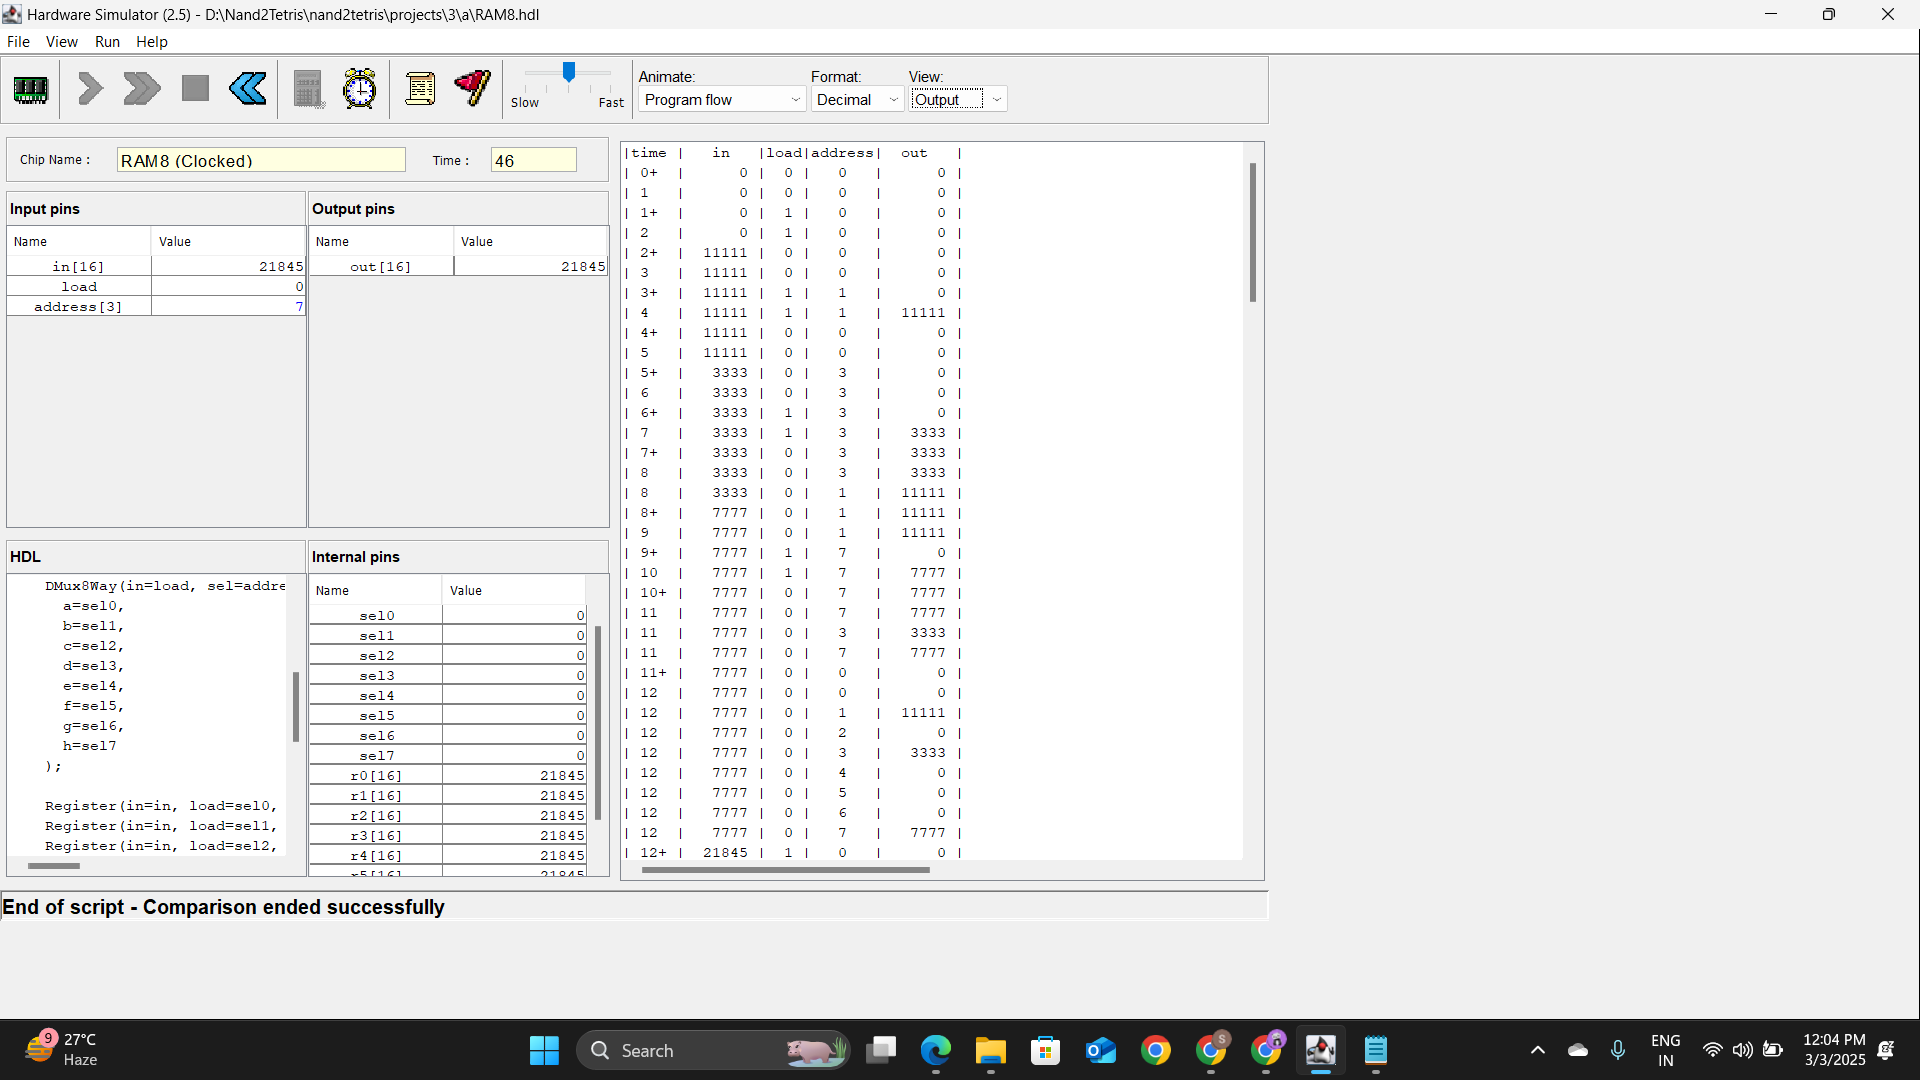 Hardware Simulator (2.5) - D:\Nand2Tetris\nand2tetris\projects\3\a\RAM8.hdl
File View Run Help
Slow Fast
Animate: Format: View:
Program flow Decimal Output
Chip Name : RAM8 (Clocked) Time : 46
Input pins
Name Value
in[16] 21845
load 0
address[3] 7
Output pins
Name Value
out[16] 21845
HDL
DMux8Way(in=load, sel=addre
a=sel0,
b=sel1,
c=sel2,
d=sel3,
e=sel4,
f=sel5,
g=sel6,
h=sel7
);
Register(in=in, load=sel0,
Register(in=in, load=sel1,
Register(in=in, load=sel2,
Internal pins
Name Value
sel0 0
sel1 0
sel2 0
sel3 0
sel4 0
sel5 0
sel6 0
sel7 0
r0[16] 21845
r1[16] 21845
r2[16] 21845
r3[16] 21845
r4[16] 21845
r5[16] 21845
|time | in |load|address| out |
| 0+ | 0 | 0 | 0 | 0 |
| 1 | 0 | 0 | 0 | 0 |
| 1+ | 0 | 1 | 0 | 0 |
| 2 | 0 | 1 | 0 | 0 |
| 2+ | 11111 | 0 | 0 | 0 |
| 3 | 11111 | 0 | 0 | 0 |
| 3+ | 11111 | 1 | 1 | 0 |
| 4 | 11111 | 1 | 1 | 11111 |
| 4+ | 11111 | 0 | 0 | 0 |
| 5 | 11111 | 0 | 0 | 0 |
| 5+ | 3333 | 0 | 3 | 0 |
| 6 | 3333 | 0 | 3 | 0 |
| 6+ | 3333 | 1 | 3 | 0 |
| 7 | 3333 | 1 | 3 | 3333 |
| 7+ | 3333 | 0 | 3 | 3333 |
| 8 | 3333 | 0 | 3 | 3333 |
| 8 | 3333 | 0 | 1 | 11111 |
| 8+ | 7777 | 0 | 1 | 11111 |
| 9 | 7777 | 0 | 1 | 11111 |
| 9+ | 7777 | 1 | 7 | 0 |
| 10 | 7777 | 1 | 7 | 7777 |
| 10+ | 7777 | 0 | 7 | 7777 |
| 11 | 7777 | 0 | 7 | 7777 |
| 11 | 7777 | 0 | 3 | 3333 |
| 11 | 7777 | 0 | 7 | 7777 |
| 11+ | 7777 | 0 | 0 | 0 |
| 12 | 7777 | 0 | 0 | 0 |
| 12 | 7777 | 0 | 1 | 11111 |
| 12 | 7777 | 0 | 2 | 0 |
| 12 | 7777 | 0 | 3 | 3333 |
| 12 | 7777 | 0 | 4 | 0 |
| 12 | 7777 | 0 | 5 | 0 |
| 12 | 7777 | 0 | 6 | 0 |
| 12 | 7777 | 0 | 7 | 7777 |
| 12+ | 21845 | 1 | 0 | 0 |
End of script - Comparison ended successfully
9
27°C
Haze
Search
S
ENG
IN
12:04 PM
3/3/2025